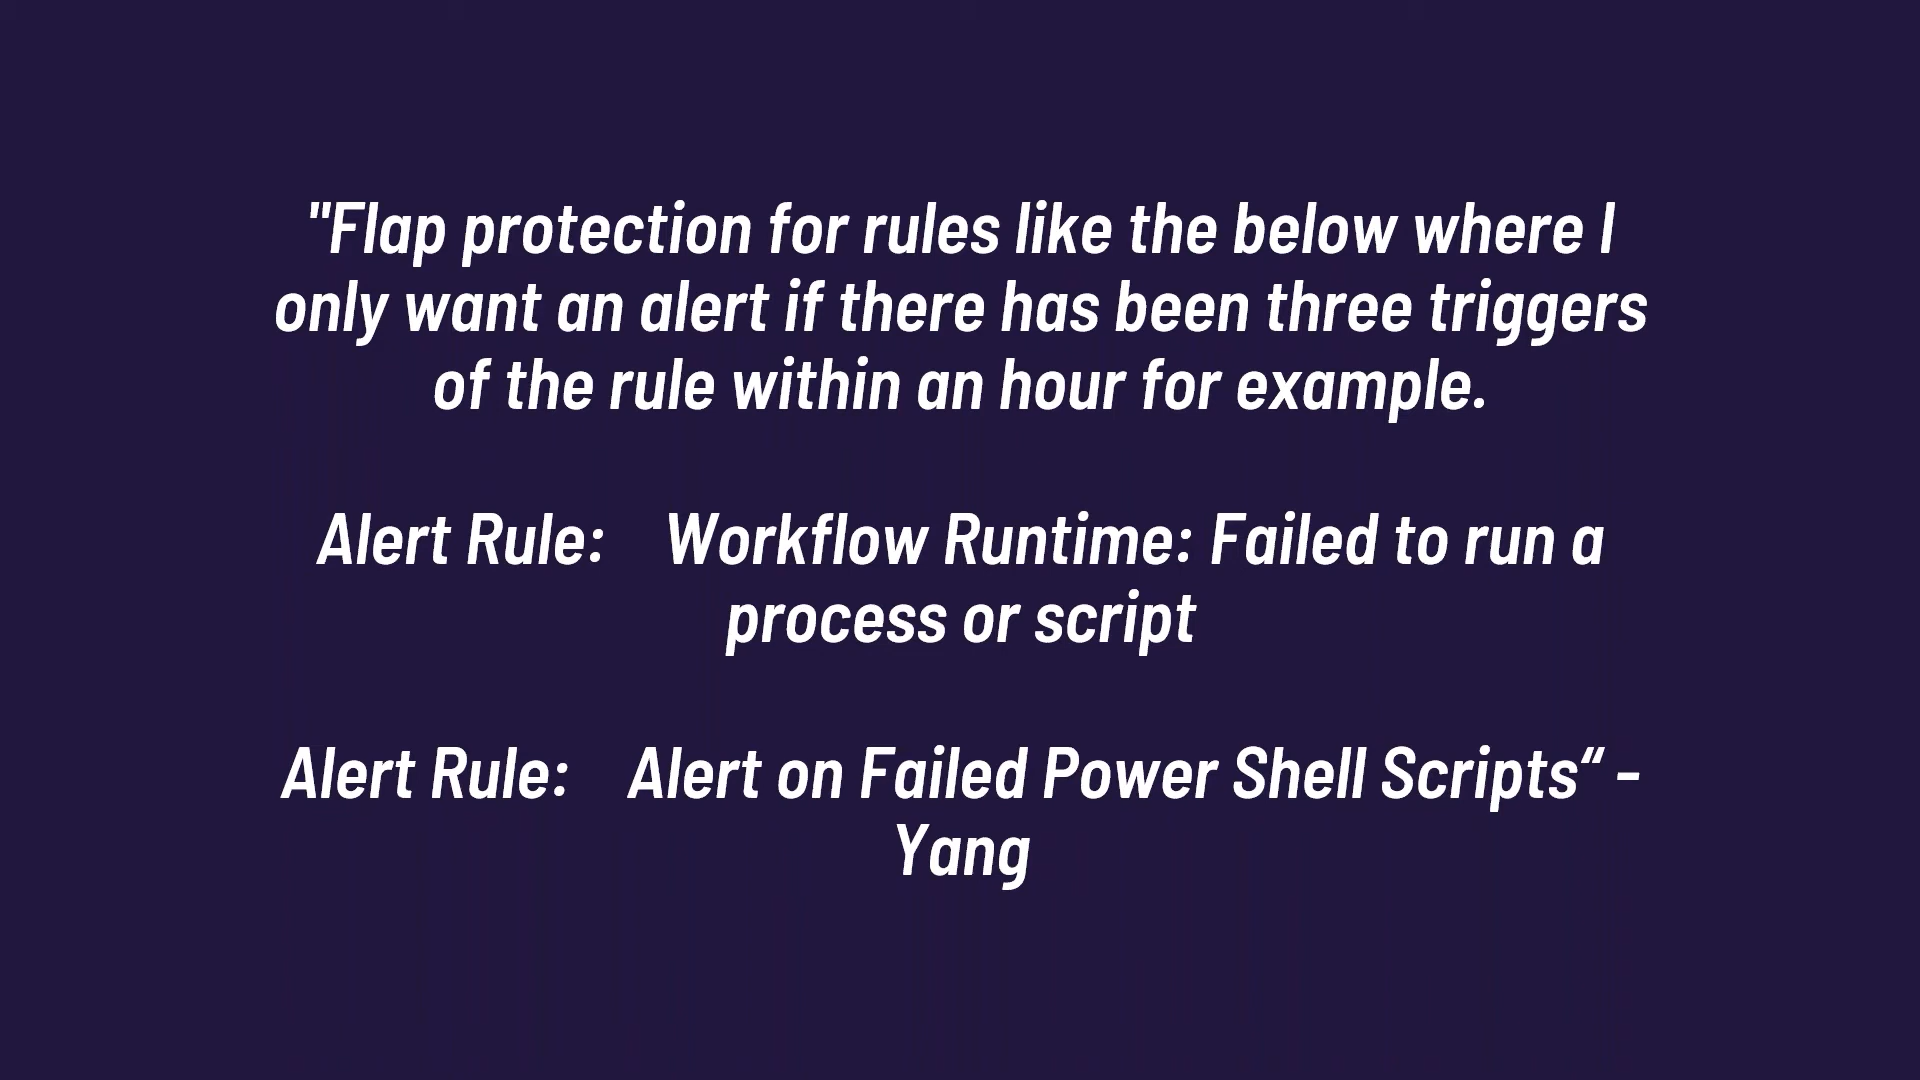 "Flap protection for rules like the below where I
only want an alert if there has been three triggers
of the rule within an hour for example.
Alert Rule:    Workflow Runtime: Failed to run a
process or script
Alert Rule:    Alert on Failed Power Shell Scripts“ -
Yang